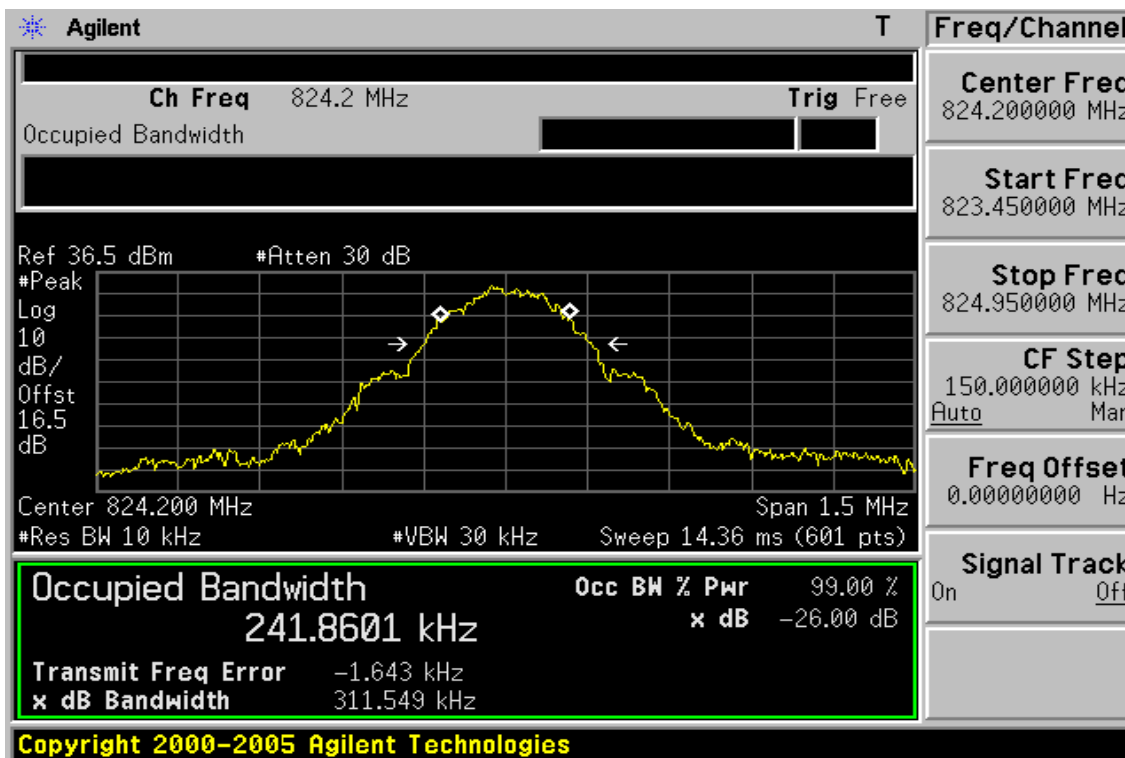 Agilent T
Freq/Channel
Ch Freq 824.2 MHz Trig Free
Occupied Bandwidth
Center Freq
824.200000 MHz
Start Freq
823.450000 MHz
Stop Freq
824.950000 MHz
CF Step
150.000000 kHz
Auto Man
Freq Offset
0.00000000 Hz
Signal Track
On Off
Ref 36.5 dBm #Atten 30 dB
#Peak
Log
10
dB/
Offst
16.5
dB
Center 824.200 MHz Span 1.5 MHz
#Res BW 10 kHz #VBW 30 kHz Sweep 14.36 ms (601 pts)
Occupied Bandwidth
241.8601 kHz
Occ BW % Pwr 99.00 %
x dB -26.00 dB
Transmit Freq Error -1.643 kHz
x dB Bandwidth 311.549 kHz
Copyright 2000-2005 Agilent Technologies